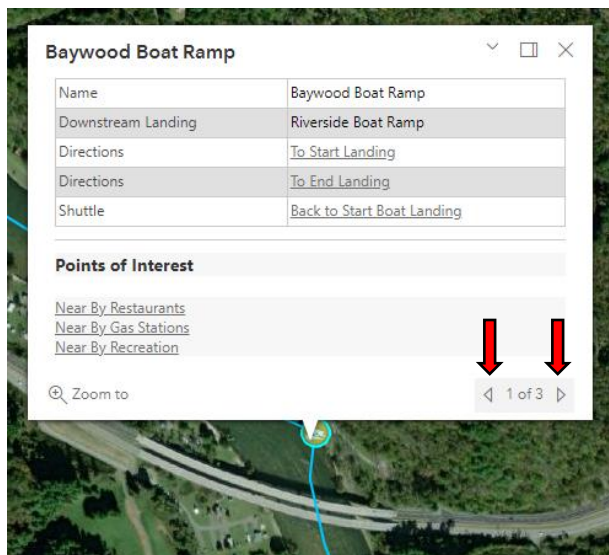 Baywood Boat Ramp
Name Baywood Boat Ramp
Downstream Landing Riverside Boat Ramp
Directions To Start Landing
Directions To End Landing
Shuttle Back to Start Boat Landing
Points of Interest
Near By Restaurants
Near By Gas Stations
Near By Recreation
Zoom to 1 of 3